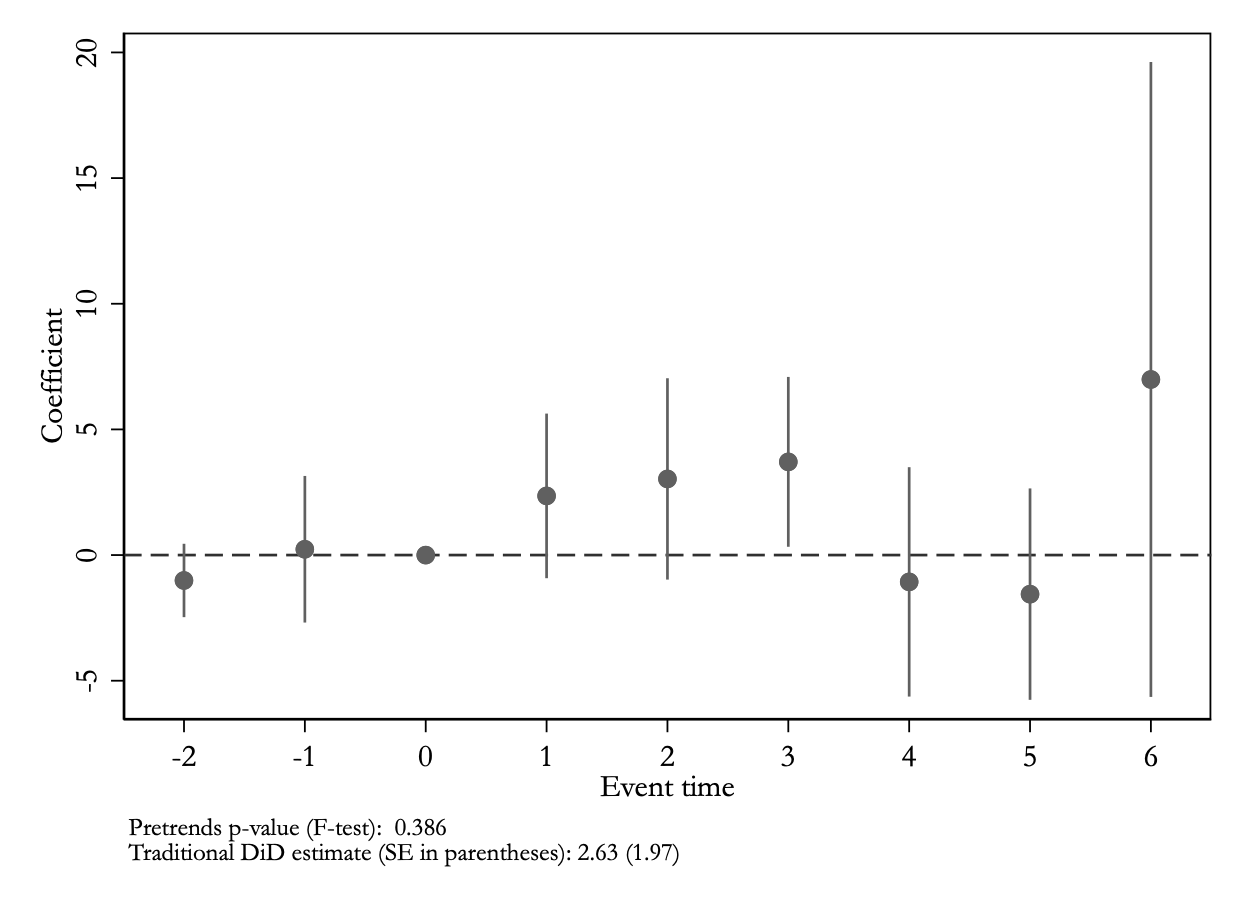 20
15
10
5
0
-5
Coefficient
-2 -1 0 1 2 3 4 5 6
Event time
Pretrends p-value (F-test): 0.386
Traditional DiD estimate (SE in parentheses): 2.63 (1.97)